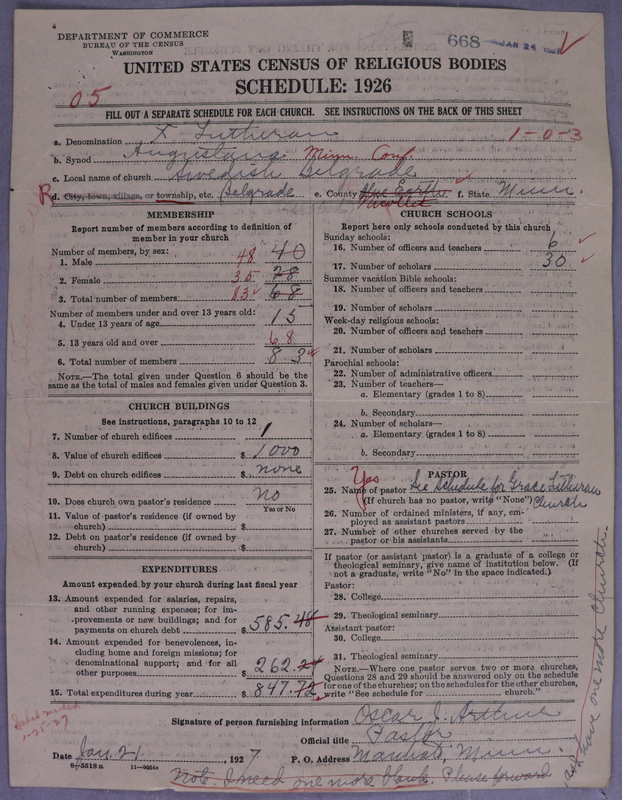 DEPARTMENT OF COMMERCE
BUREAU OF THE CENSUS
WASHINGTON
668
JAN 24 1927
UNITED STATES CENSUS OF RELIGIOUS BODIES
SCHEDULE: 1926
05
FILL OUT A SEPARATE SCHEDULE FOR EACH CHURCH. SEE INSTRUCTIONS ON THE BACK OF THIS SHEET
a. Denomination Lutheran 1-0-3
b. Synod Augustana Minn. Conf.
c. Local name of church Swedish Belgrade
R d. City, town, village, or township, etc. Belgrade e. County Blue Earth Nicollet f. State Minn.
MEMBERSHIP
Report number of members according to definition of member in your church
Number of members, by sex:
1. Male 48 40
2. Female 35 28
3. Total number of members 83 68
Number of members under and over 13 years old:
4. Under 13 years of age 15
5. 13 years old and over 68
6. Total number of members 83
NOTE.—The total given under Question 6 should be the same as the total of males and females given under Question 3.
CHURCH BUILDINGS
See instructions, paragraphs 10 to 12
7. Number of church edifices 1
8. Value of church edifices $ 1000
9. Debt on church edifices $ none
10. Does church own pastor's residence No
Yes or No
11. Value of pastor's residence (if owned by church) $
12. Debt on pastor's residence (if owned by church) $
EXPENDITURES
Amount expended by your church during last fiscal year
13. Amount expended for salaries, repairs, and other running expenses; for improvements or new buildings; and for payments on church debt $ 585.48
14. Amount expended for benevolences, including home and foreign missions; for denominational support; and for all other purposes $ 262.24
15. Total expenditures during year $ 847.72
CHURCH SCHOOLS
Report here only schools conducted by this church
Sunday schools:
16. Number of officers and teachers 6
17. Number of scholars 30
Summer vacation Bible schools:
18. Number of officers and teachers
19. Number of scholars
Week-day religious schools:
20. Number of officers and teachers
21. Number of scholars
Parochial schools:
22. Number of administrative officers
23. Number of teachers—
a. Elementary (grades 1 to 8)
b. Secondary
24. Number of scholars—
a. Elementary (grades 1 to 8)
b. Secondary
Yes
PASTOR
25. Name of pastor See Schedule for Grace Lutheran Church
(If church has no pastor, write "None")
26. Number of ordained ministers, if any, employed as assistant pastors
27. Number of other churches served by the pastor or his assistants
If pastor (or assistant pastor) is a graduate of a college or theological seminary, give name of institution below. (If not a graduate, write "No" in the space indicated.)
Pastor:
28. College
29. Theological seminary
Assistant pastor:
30. College
31. Theological seminary
NOTE.—Where one pastor serves two or more churches, Questions 28 and 29 should be answered only on the schedule for one of the churches; on the schedules for the other churches, write "See schedule for ........ church."
Signature of person furnishing information Oscar J. Arthur
Official title Pastor
Date Jan. 21, 1927 P. O. Address Mankato, Minn.
8-5518a 11-9054
Note. I need one more blank. Please forward
have one more church.